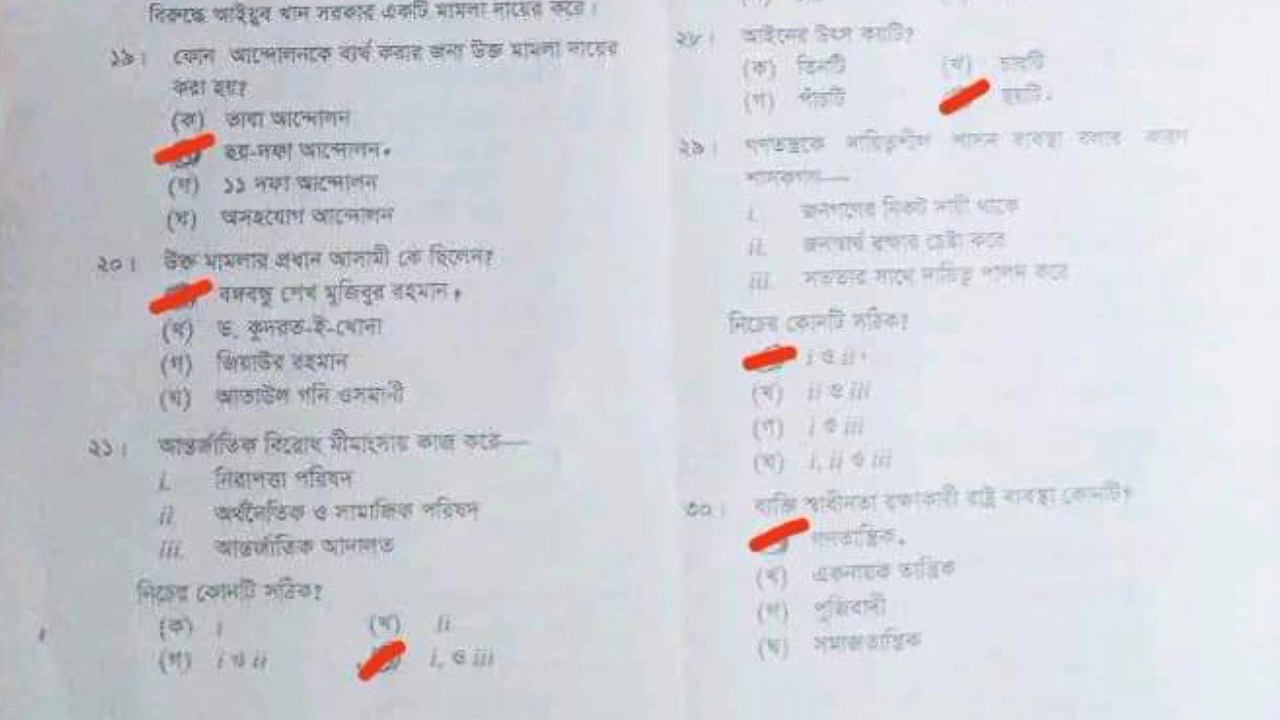 বিরুদ্ধে আইয়ুব খান সরকার একটি মামলা দায়ের করে।
১৯। কোন আন্দোলনকে ব্যর্থ করার জন্য উক্ত মামলা দায়ের
করা হয়?
(ক) ভাষা আন্দোলন
ছয়-দফা আন্দোলন
(গ) ১১ দফা আন্দোলন
(ঘ) অসহযোগ আন্দোলন
২০। উক্ত মামলার প্রধান আসামী কে ছিলেন?
বঙ্গবন্ধু শেখ মুজিবুর রহমান
(খ) ড. কুদরত-ই-খোদা
(গ) জিয়াউর রহমান
(ঘ) আতাউল গনি ওসমানী
২১। আন্তর্জাতিক বিরোধ মীমাংসায় কাজ করে—
i. নিরাপত্তা পরিষদ
ii. অর্থনৈতিক ও সামাজিক পরিষদ
iii. আন্তর্জাতিক আদালত
নিচের কোনটি সঠিক?
(ক) i (খ) ii
(গ) i ও ii i, ও iii
২৮। আইনের উৎস কয়টি?
(ক) তিনটি (খ) চারটি
(গ) পাঁচটি ছয়টি
২৯। গণতন্ত্রকে দায়িত্বশীল শাসন ব্যবস্থা বলার কারণ
শাসকগণ—
i. জনগণের নিকট দায়ী থাকে
ii. জনস্বার্থ রক্ষার চেষ্টা করে
iii. সততার সাথে দায়িত্ব পালন করে
নিচের কোনটি সঠিক?
i ও ii
(খ) ii ও iii
(গ) i ও iii
(ঘ) i, ii ও iii
৩০। ব্যক্তি স্বাধীনতা রক্ষাকারী রাষ্ট্র ব্যবস্থা কোনটি?
গণতান্ত্রিক
(খ) একনায়ক তান্ত্রিক
(গ) পুঁজিবাদী
(ঘ) সমাজতান্ত্রিক